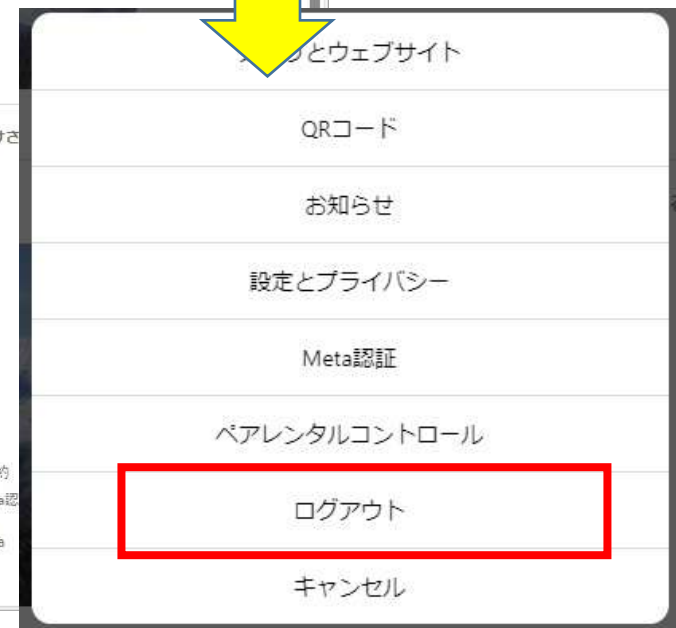 とウェブサイト
QRコード
お知らせ
設定とプライバシー
Meta認証
ペアレンタルコントロール
ログアウト
キャンセル